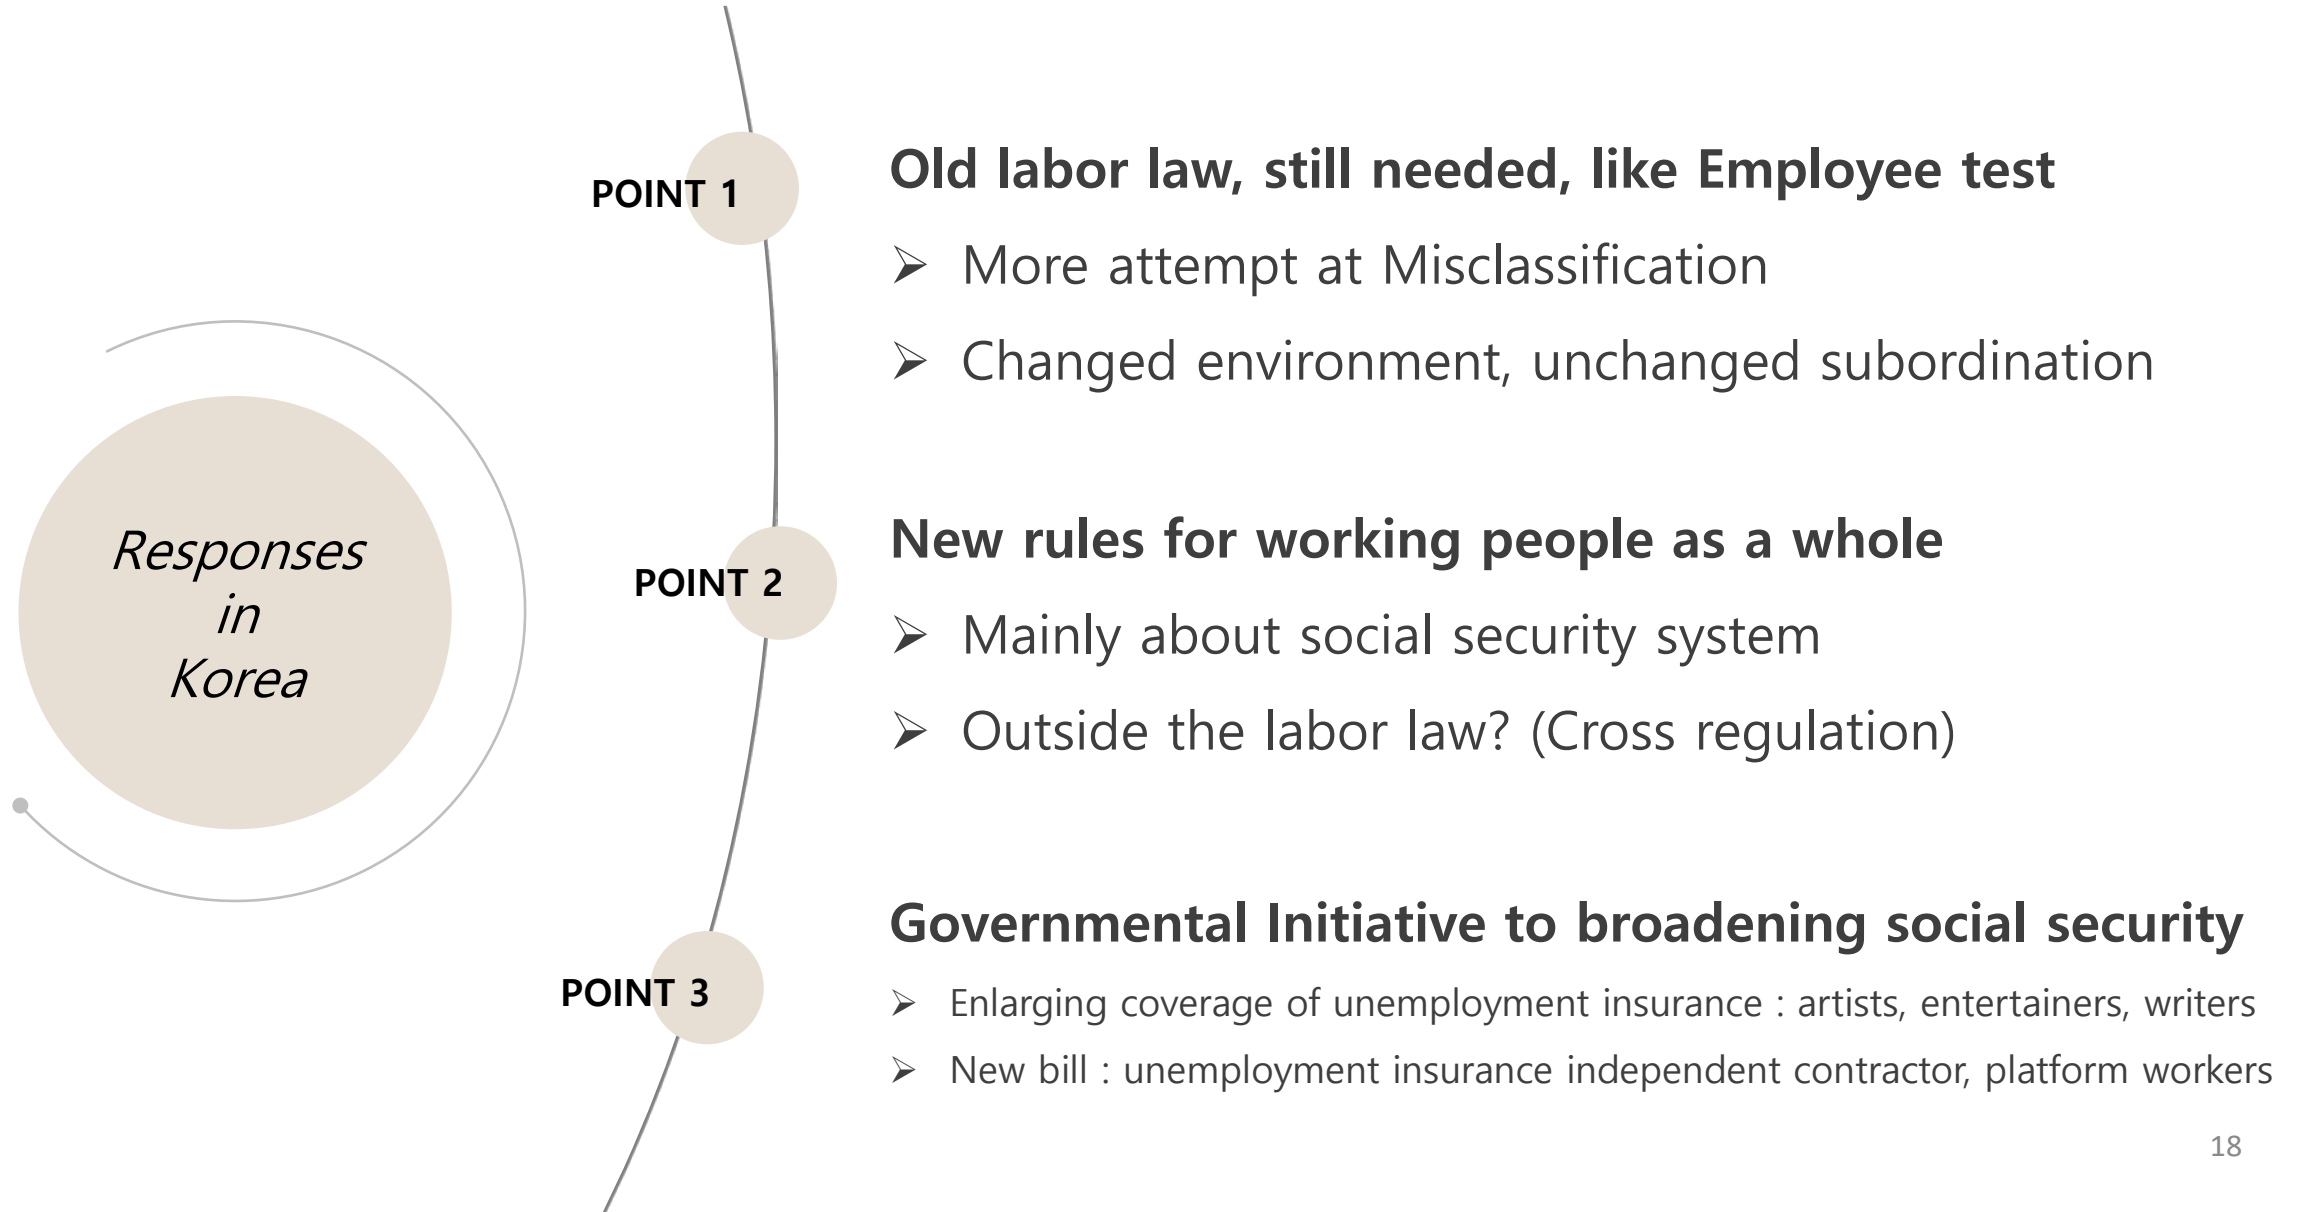 Responses
in
Korea
POINT 1
Old labor law, still needed, like Employee test
➢ More attempt at Misclassification
➢ Changed environment, unchanged subordination
POINT 2
New rules for working people as a whole
➢ Mainly about social security system
➢ Outside the labor law? (Cross regulation)
POINT 3
Governmental Initiative to broadening social security
➢ Enlarging coverage of unemployment insurance : artists, entertainers, writers
➢ New bill : unemployment insurance independent contractor, platform workers
18